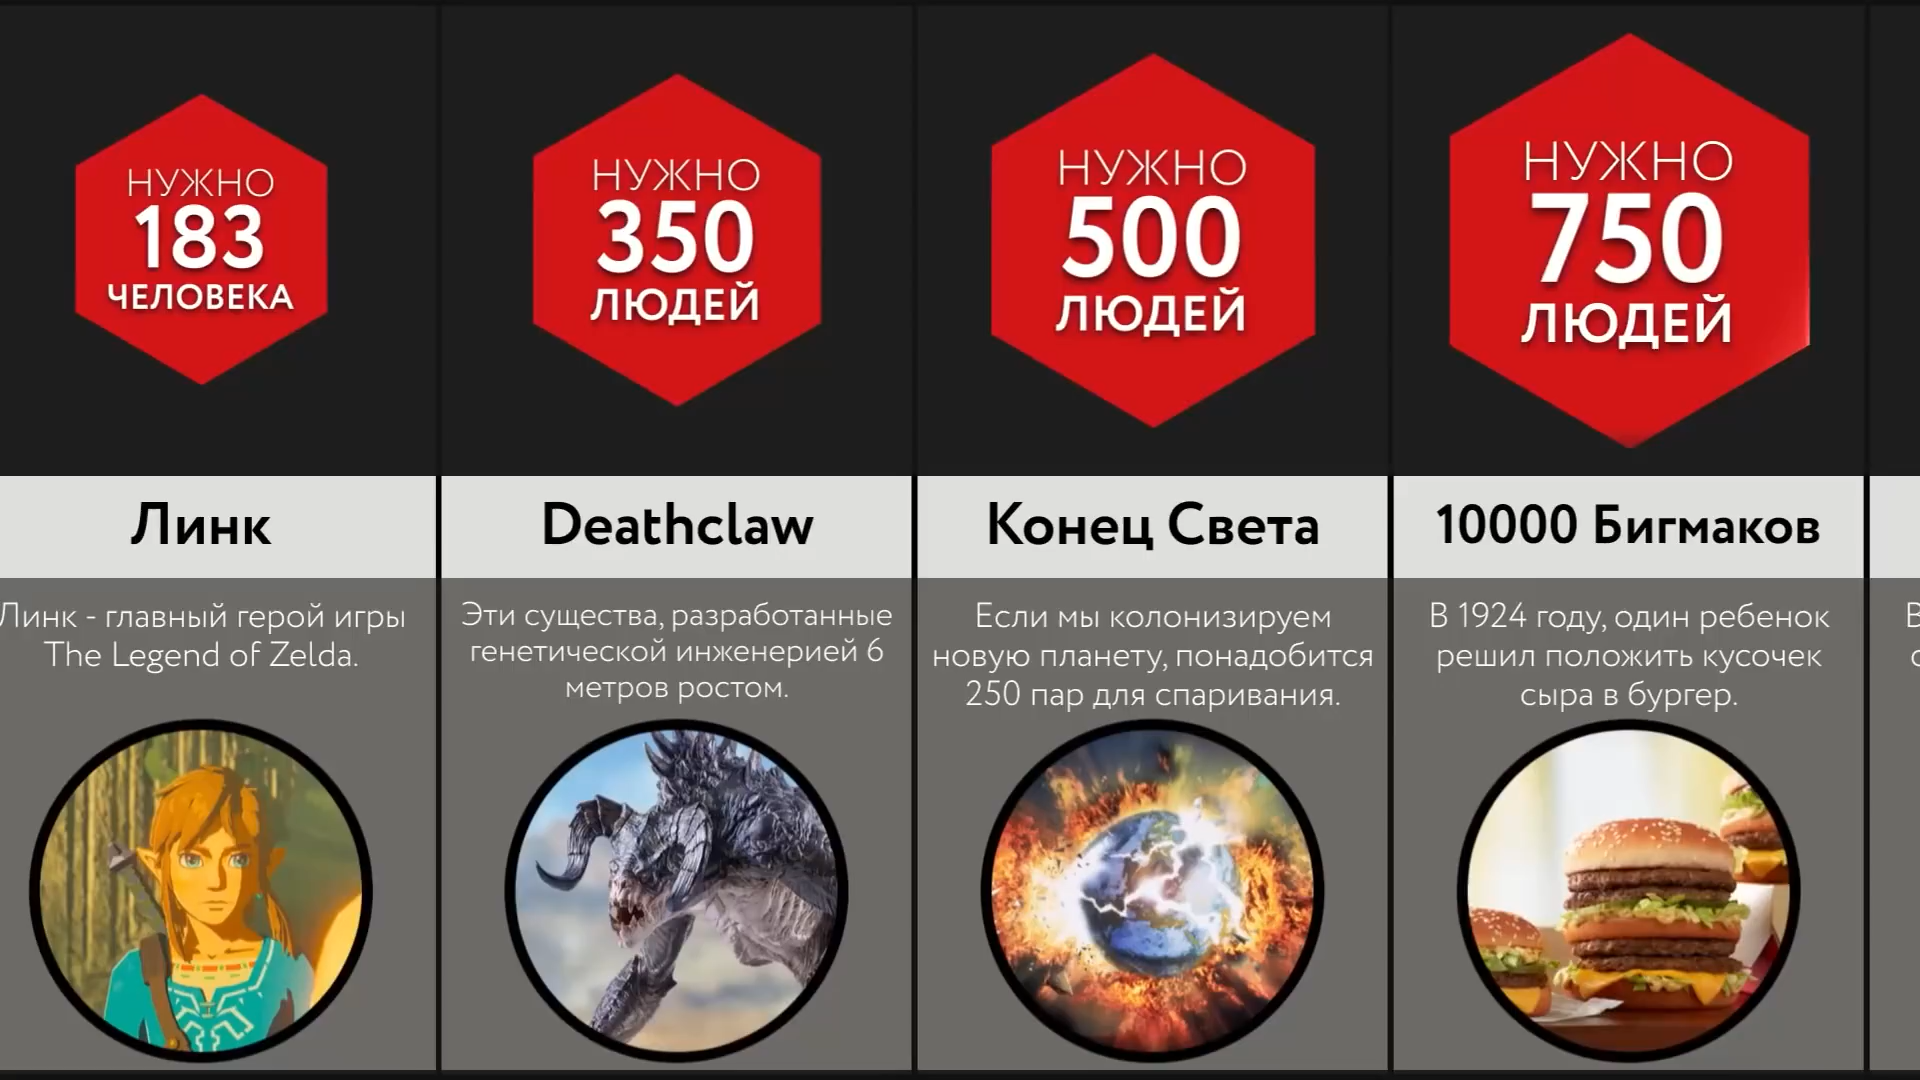 НУЖНО
183
ЧЕЛОВЕКА
Линк
Линк - главный герой игры
The Legend of Zelda.
НУЖНО
350
ЛЮДЕЙ
Deathclaw
Эти существа, разработанные
генетической инженерией 6
метров ростом.
НУЖНО
500
ЛЮДЕЙ
Конец Света
Если мы колонизируем
новую планету, понадобится
250 пар для спаривания.
НУЖНО
750
ЛЮДЕЙ
10000 Бигмаков
В 1924 году, один ребенок
решил положить кусочек
сыра в бургер.